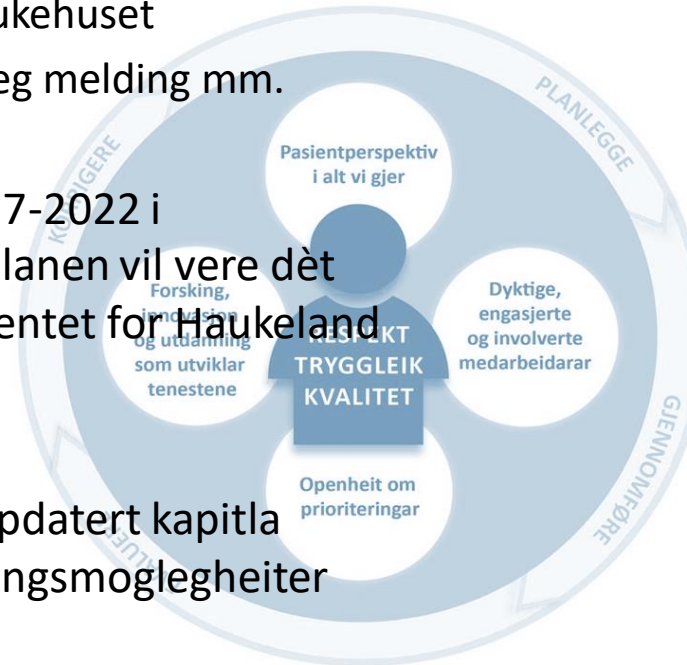 ukehuset
eg melding mm.
7-2022 i
lanen vil vere dèt
entet for Haukeland
pdatert kapitla
ngsmoglegheiter
PLANLEGGE
GJENNOMFØRE
KORRIGERE
Pasientperspektiv
i alt vi gjer
Forsking,
innovasjon
og utdanning
som utviklar
tenestene
RESPEKT
TRYGGLEIK
KVALITET
Dyktige,
engasjerte
og involverte
medarbeidarar
Openheit om
prioriteringar